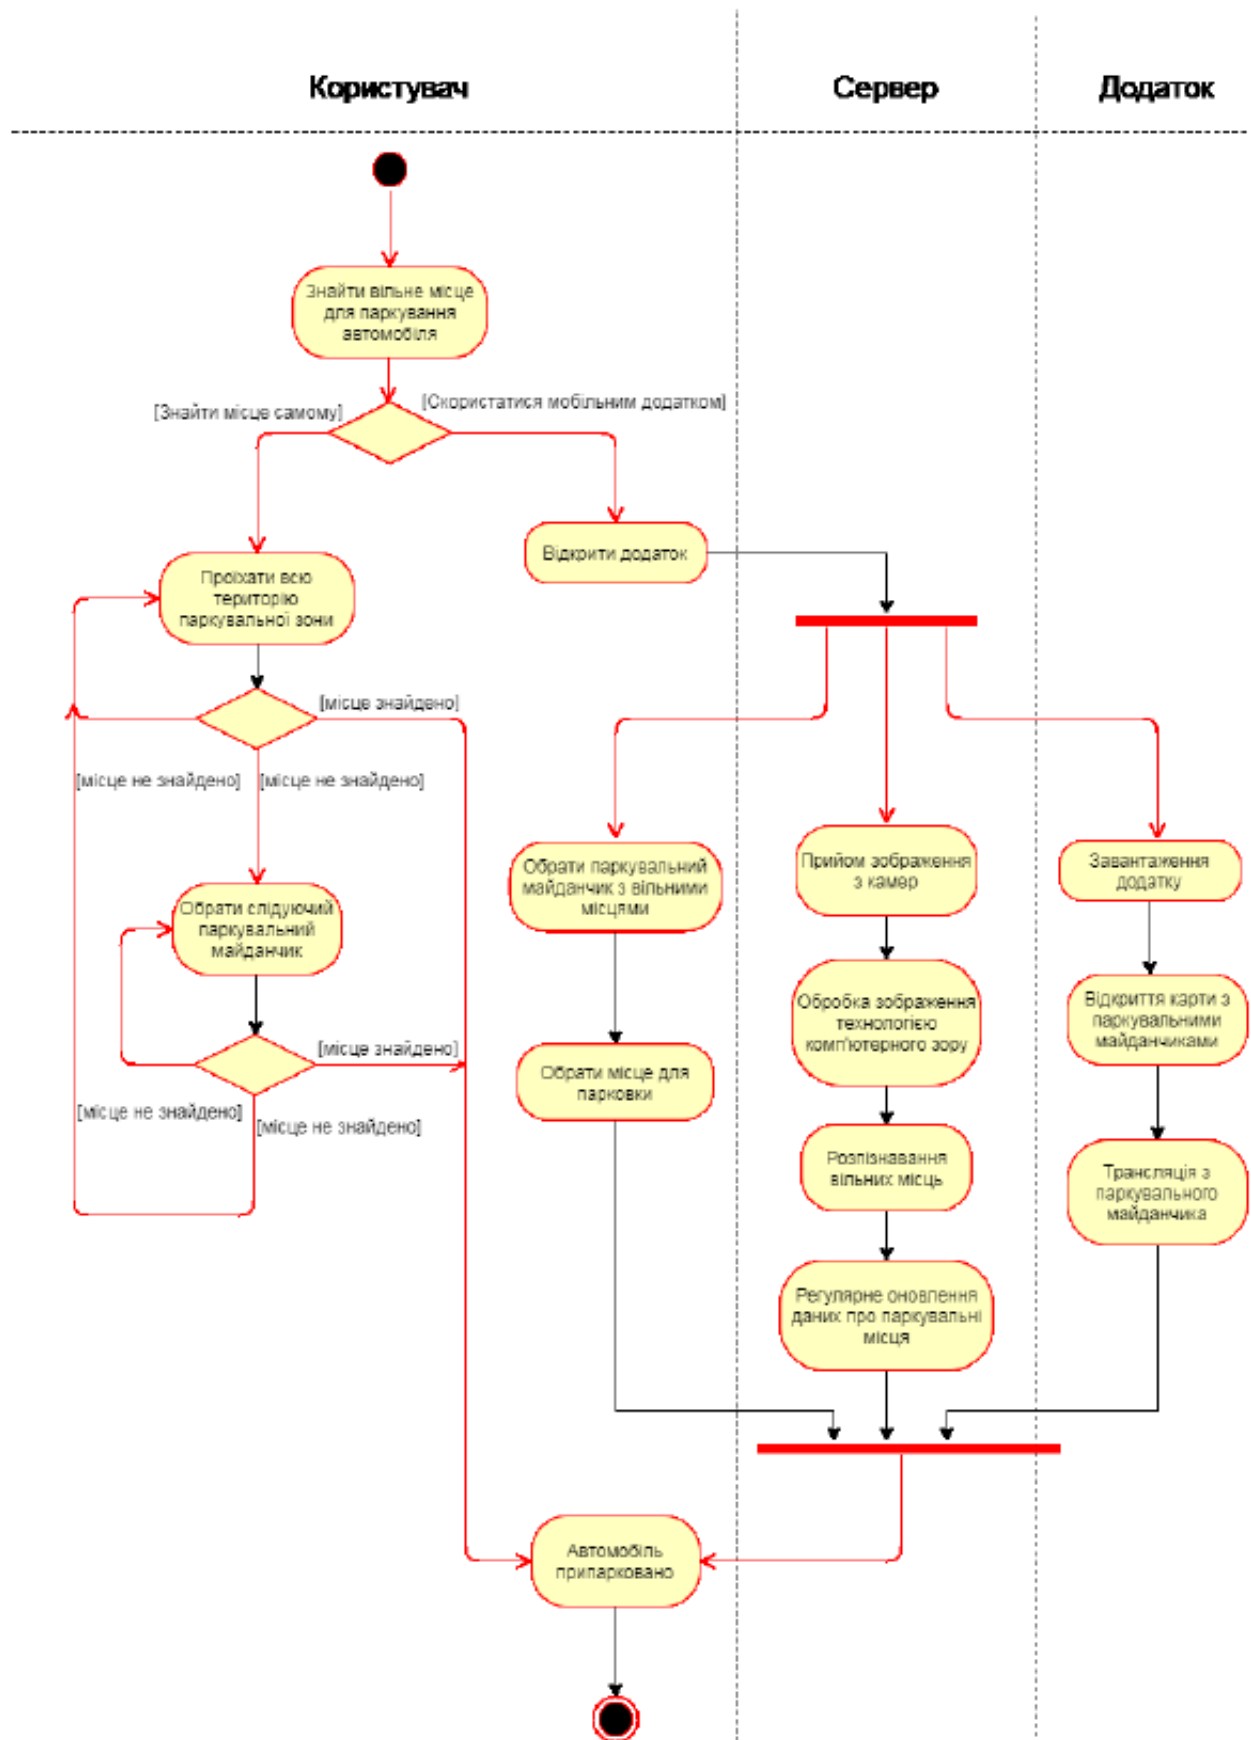 Користувач
Сервер
Додаток
Знайти вільне місце
для паркування
автомобіля
[Знайти місце самому]
[Скористатися мобільним додатком]
Відкрити додаток
Проїхати всю
територію
паркувальної зони
[місце знайдено]
[місце не знайдено]
[місце не знайдено]
Обрати паркувальний
майданчик з вільними
місцями
Прийом зображення
з камер
Завантаження
додатку
Обрати слідуючий
паркувальний
майданчик
Обробка зображення
технологією
комп'ютерного зору
Відкриття карти з
паркувальними
майданчиками
[місце знайдено]
Обрати місце для
парковки
[місце не знайдено]
[місце не знайдено]
Розпізнавання
вільних місць
Трансляція з
паркувального
майданчика
Регулярне оновлення
даних про паркувальні
місця
Автомобіль
припарковано